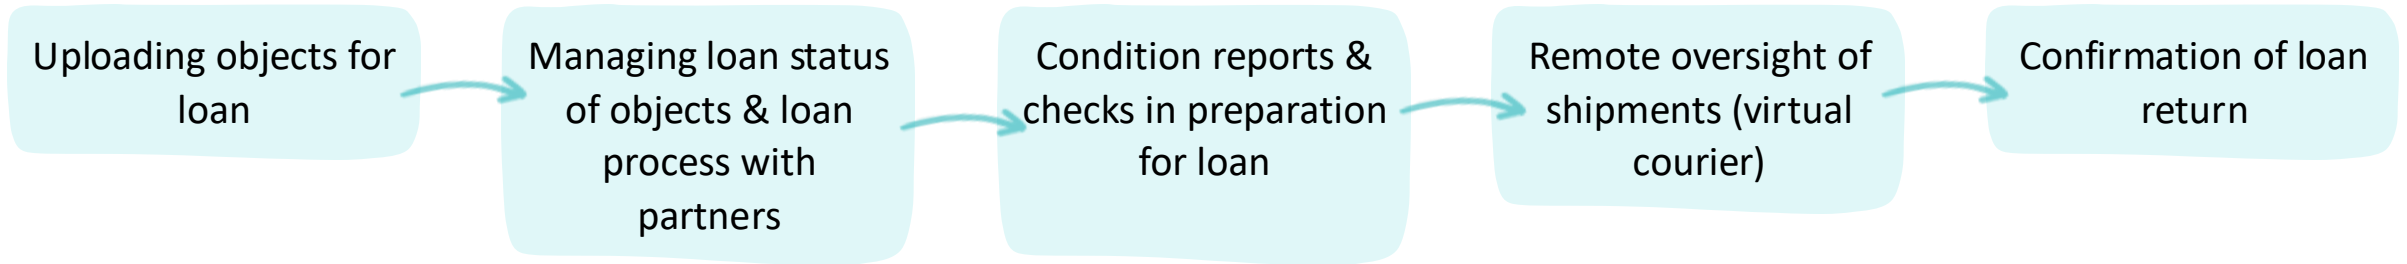 Uploading objects for
loan
Managing loan status
of objects & loan
process with
partners
Condition reports &
checks in preparation
for loan
Remote oversight of
shipments (virtual
courier)
Confirmation of loan
return